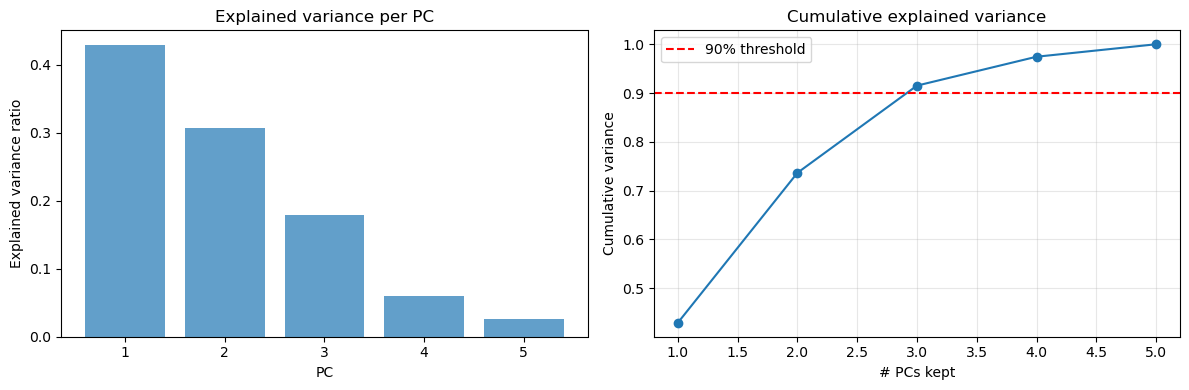 Explained variance per PC
Explained variance ratio
0.4
0.3
0.2
0.1
0.0
1 2 3 4 5
PC
Cumulative explained variance
90% threshold
Cumulative variance
1.0
0.9
0.8
0.7
0.6
0.5
1.0 1.5 2.0 2.5 3.0 3.5 4.0 4.5 5.0
# PCs kept